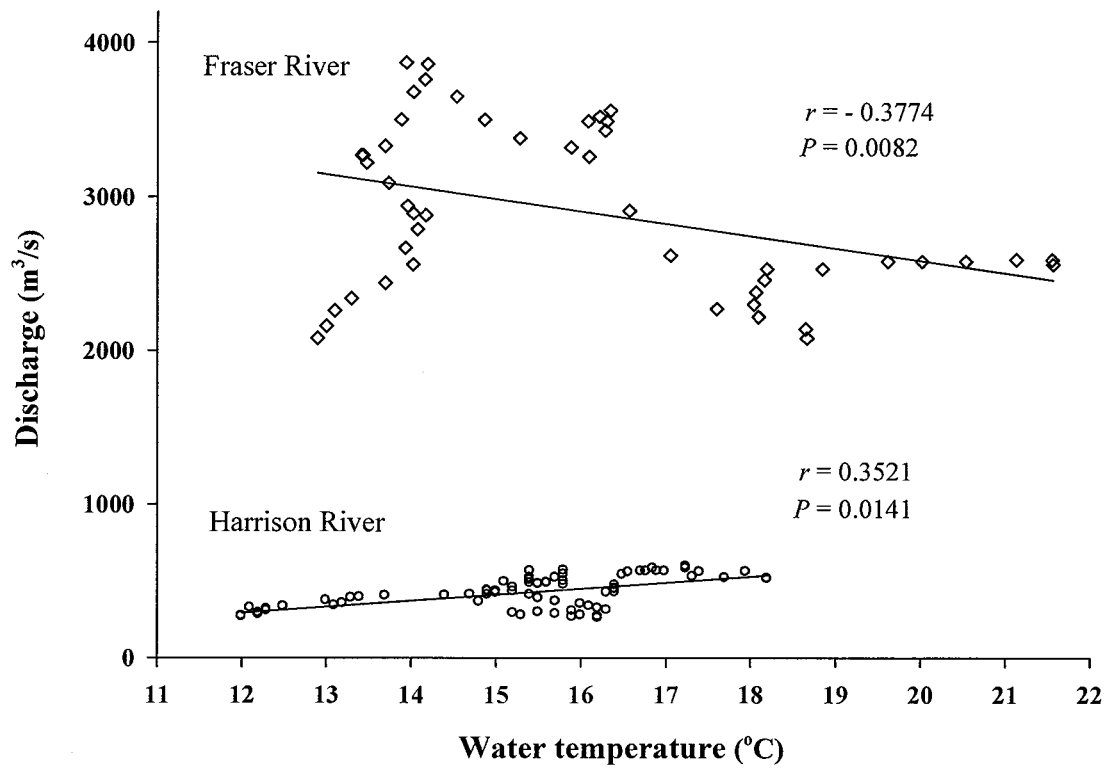 4000
Fraser River
r = - 0.3774
P = 0.0082
3000
Discharge (m³/s)
2000
r = 0.3521
P = 0.0141
1000
Harrison River
0
11 12 13 14 15 16 17 18 19 20 21 22
Water temperature (°C)